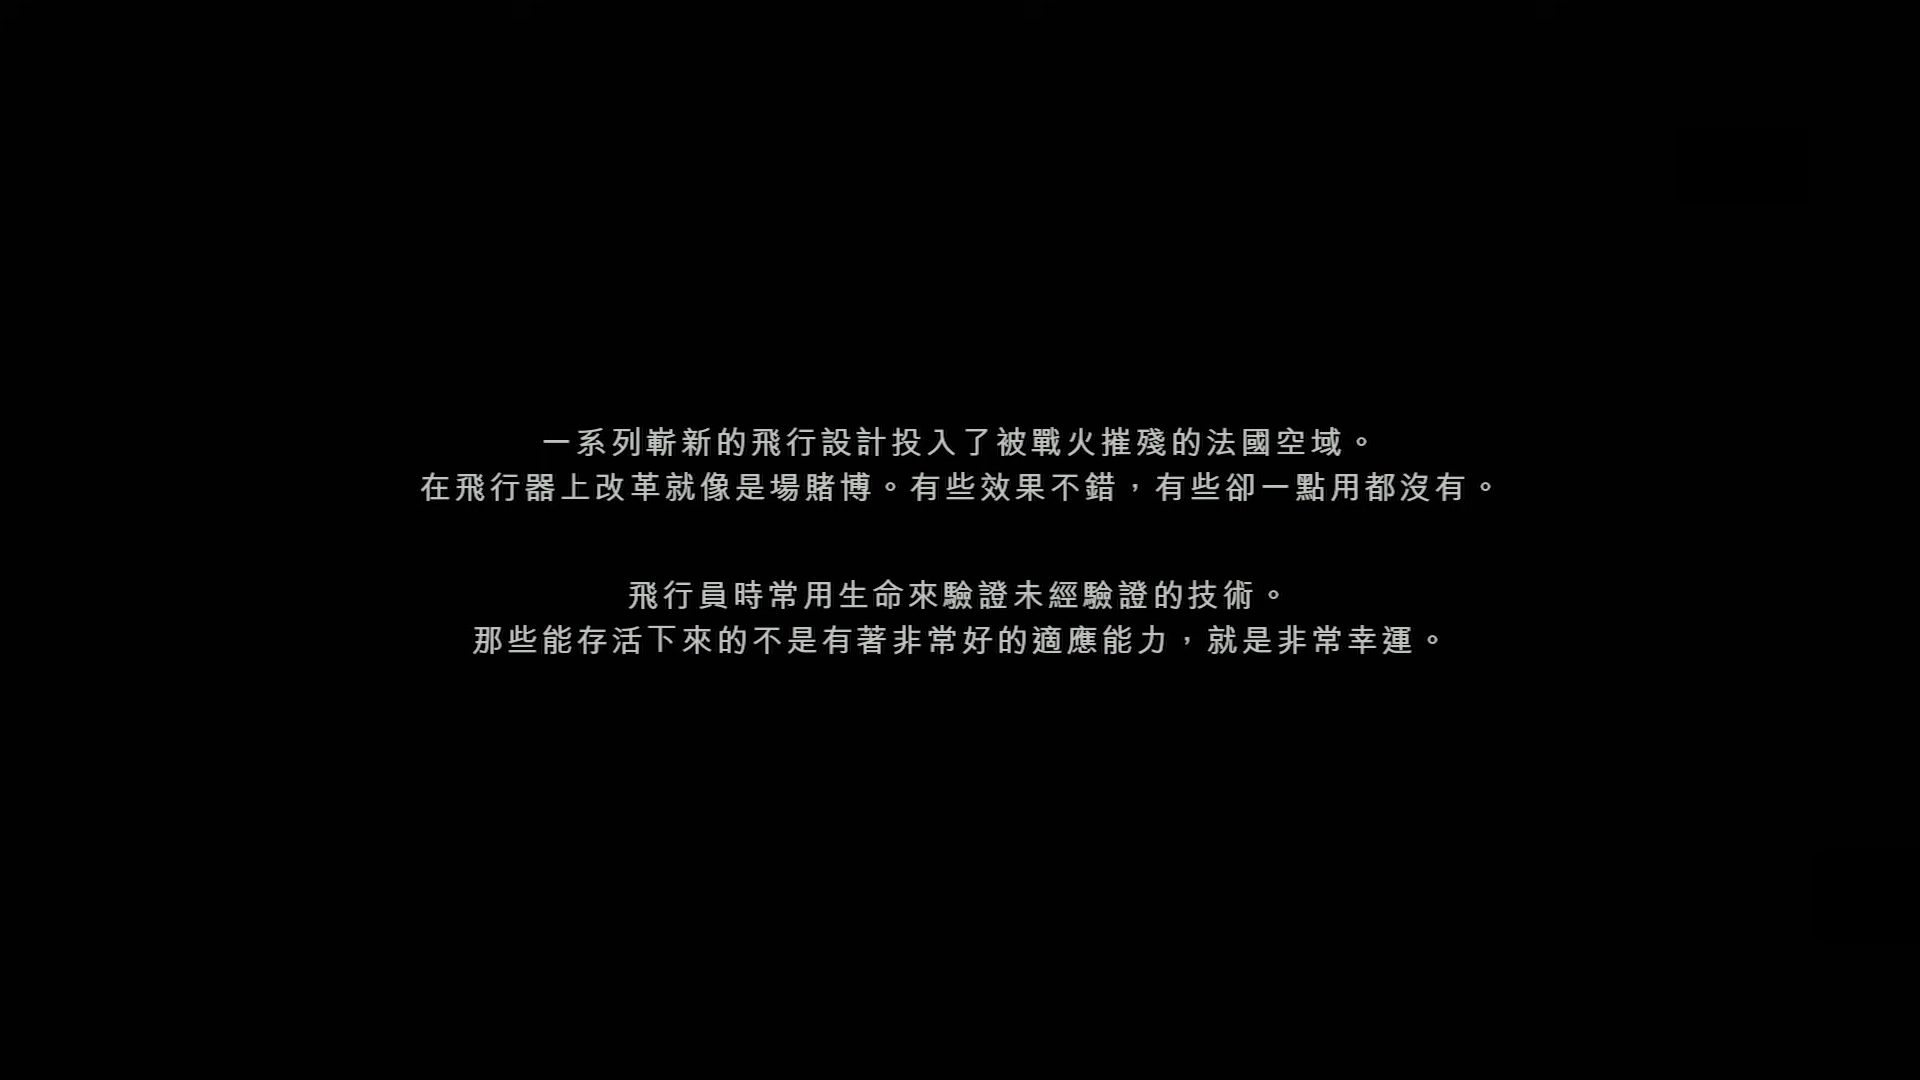 一系列嶄新的飛行設計投入了被戰火摧殘的法國空域。
在飛行器上改革就像是場賭博。有些效果不錯，有些卻一點用都沒有。
飛行員時常用生命來驗證未經驗證的技術。
那些能存活下來的不是有著非常好的適應能力，就是非常幸運。